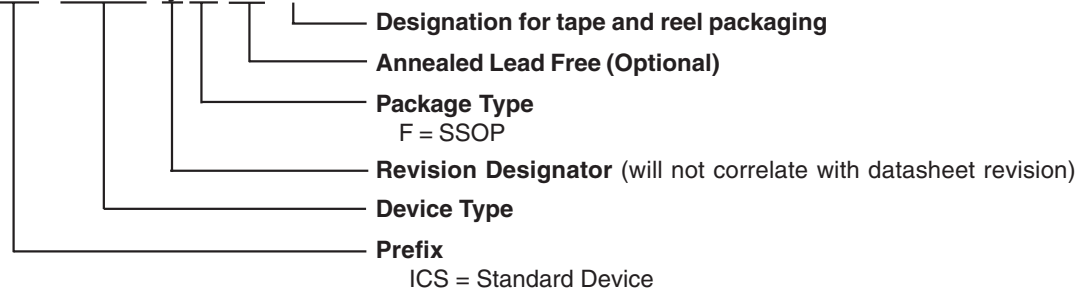 Designation for tape and reel packaging
Annealed Lead Free (Optional)
Package Type
F = SSOP
Revision Designator (will not correlate with datasheet revision)
Device Type
Prefix
ICS = Standard Device